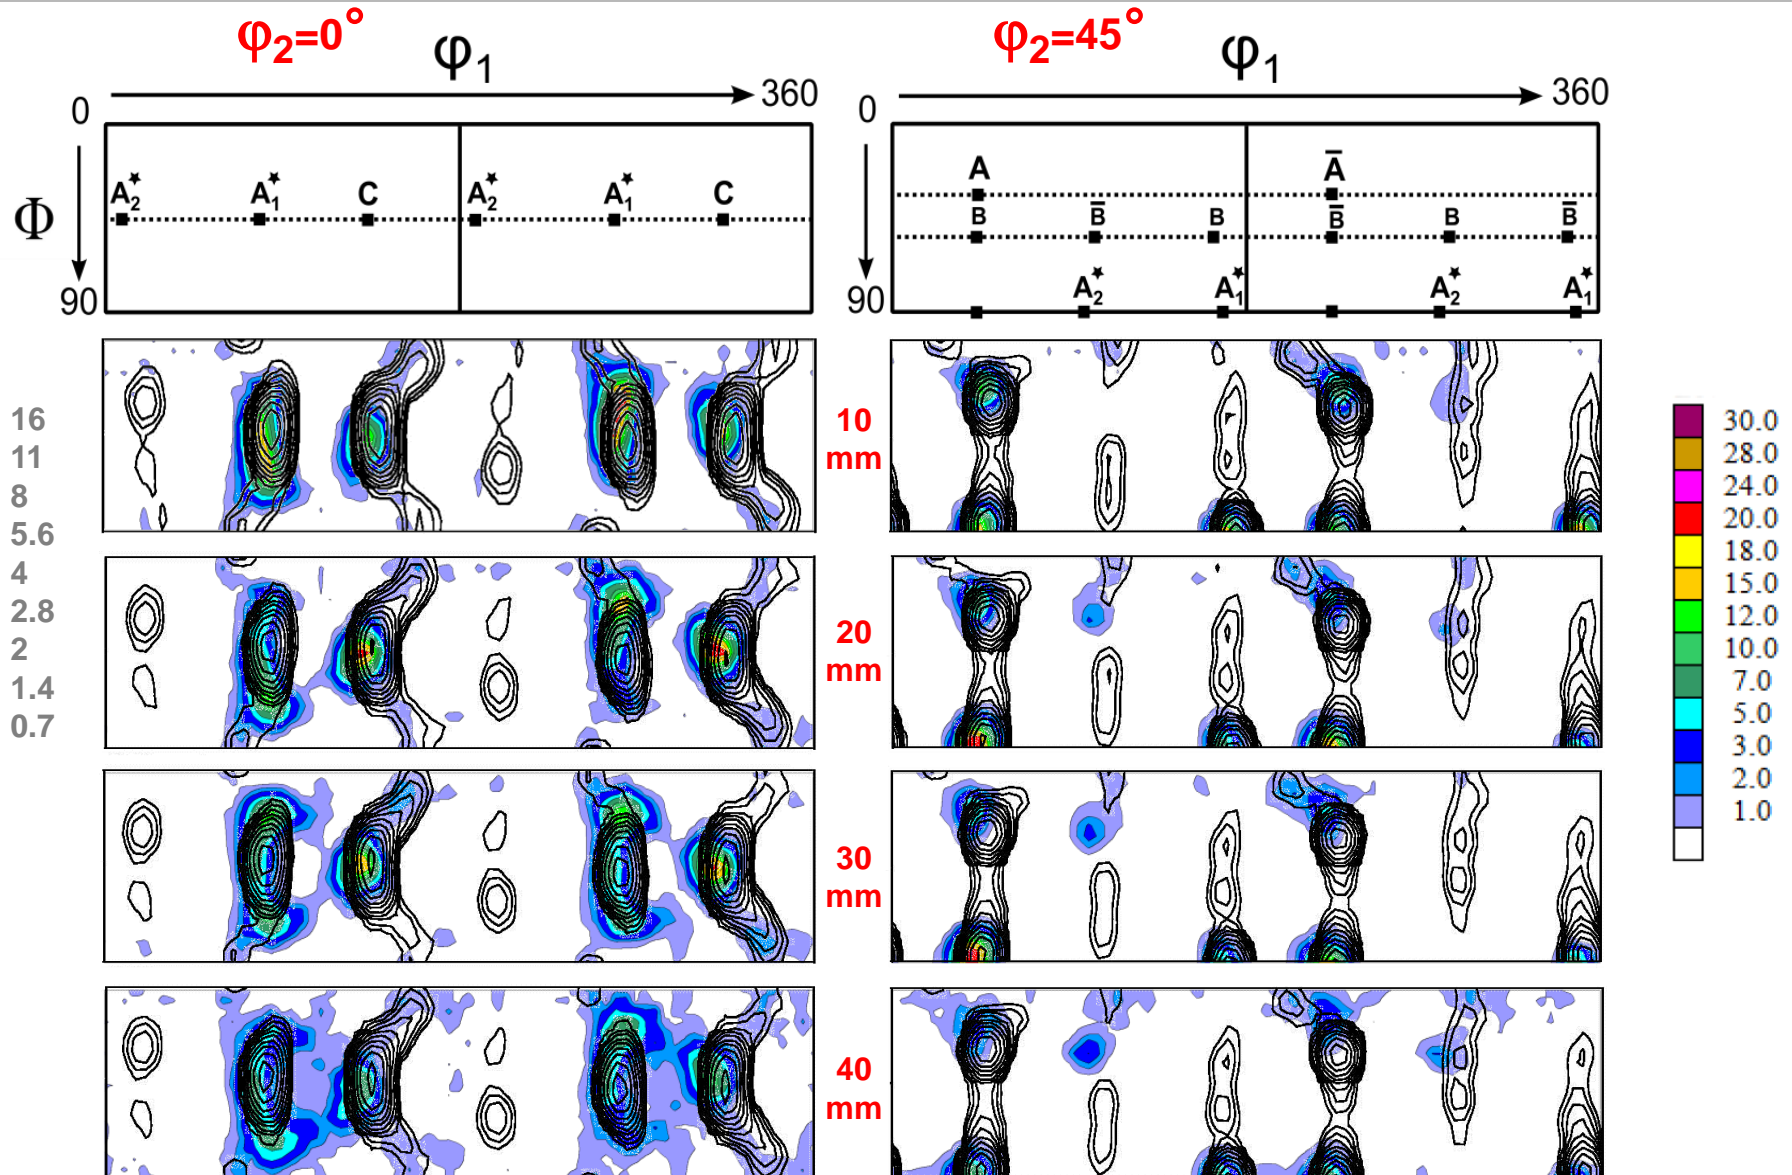 φ2=0° φ1 φ2=45° φ1
0 360 0 360
A2* A1* C A2* A1* C
A Ā
B B̄ B B̄ B B̄
Φ
A2* A1* A2* A1*
90 90
16
11
8
5.6
4
2.8
2
1.4
0.7
10
mm
20
mm
30
mm
40
mm
30.0
28.0
24.0
20.0
18.0
15.0
12.0
10.0
7.0
5.0
3.0
2.0
1.0